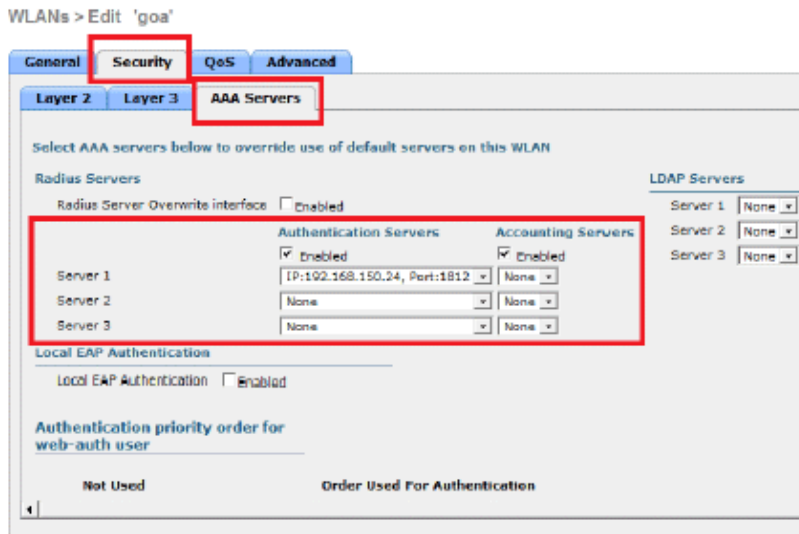 WLANs > Edit 'goa'
General Security QoS Advanced
Layer 2 Layer 3 AAA Servers
Select AAA servers below to override use of default servers on this WLAN
Radius Servers
LDAP Servers
Radius Server Overwrite interface Enabled
Server 1 None
Server 2 None
Server 3 None
Authentication Servers Accounting Servers
Enabled Enabled
Server 1 IP:192.168.150.24, Port:1812 None
Server 2 None None
Server 3 None None
Local EAP Authentication
Local EAP Authentication Enabled
Authentication priority order for
web-auth user
Not Used Order Used For Authentication